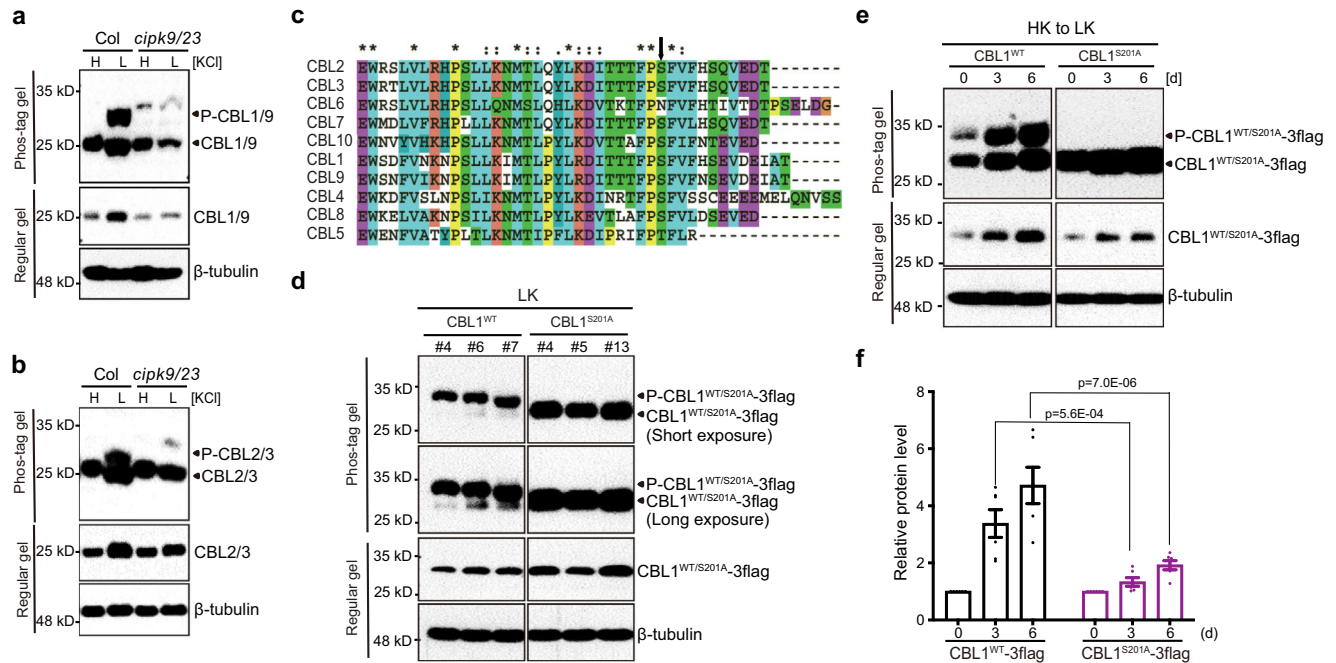 a
Col cipk9/23
H L H L [KCl]
Phos-tag gel
35 kD
25 kD
P-CBL1/9
CBL1/9
Regular gel
25 kD
CBL1/9
48 kD
β-tubulin
b
Col cipk9/23
H L H L [KCl]
Phos-tag gel
35 kD
25 kD
P-CBL2/3
CBL2/3
Regular gel
25 kD
CBL2/3
48 kD
β-tubulin
c
** * * :: ***: .*:*:: **:*:
CBL2 EWRSLVLRHPSLLKNMTLQYLKDITTTFPSFVFHSQVEDT-------
CBL3 EWRTLVLRHPSLLKNMTLQYLKDITTTFPSFVFHSQVEDT-------
CBL6 EWRSLVLRHPSLLQNMSLQHLKDVTKTFPNFVFHTIVTDTPSELDG-
CBL7 EWMDLVFRHPSLLKNMTLQYLKDITTTFPSFVFHSQVEDT-------
CBL10 EWNVYVHKHPSLLKNMTLPYLKDVTTAFPSFIFNTEVED--------
CBL1 EWSDFVNKNPSLLKIMTLPYLRDITTTFPSFVFHSEVDEIAT-----
CBL9 EWSNFVIKNPSLLKIMTLPYLRDITTTFPSFVFNSEVDEIAT-----
CBL4 EWKDFVSLNPSLIKNMTLPYLKDINRTFPSFVSSCEEEEMELQNVSS
CBL8 EWKELVAKNPSILKNMTLPYLKEVTLAFPSFVLDSEVED--------
CBL5 EWENFVATYPLTLKNMTIPFLKDIPRIFPTFLR--------------
d
LK
CBL1WT CBL1S201A
#4 #6 #7 #4 #5 #13
Phos-tag gel
35 kD
25 kD
P-CBL1WT/S201A-3flag
CBL1WT/S201A-3flag
(Short exposure)
35 kD
25 kD
P-CBL1WT/S201A-3flag
CBL1WT/S201A-3flag
(Long exposure)
Regular gel
35 kD
25 kD
CBL1WT/S201A-3flag
48 kD
β-tubulin
e
HK to LK
CBL1WT CBL1S201A
0 3 6 0 3 6 [d]
Phos-tag gel
35 kD
25 kD
P-CBL1WT/S201A-3flag
CBL1WT/S201A-3flag
Regular gel
35 kD
25 kD
CBL1WT/S201A-3flag
48 kD
β-tubulin
f
Relative protein level
8
6
4
2
0
p=7.0E-06
p=5.6E-04
0 3 6 0 3 6 (d)
CBL1WT-3flag CBL1S201A-3flag